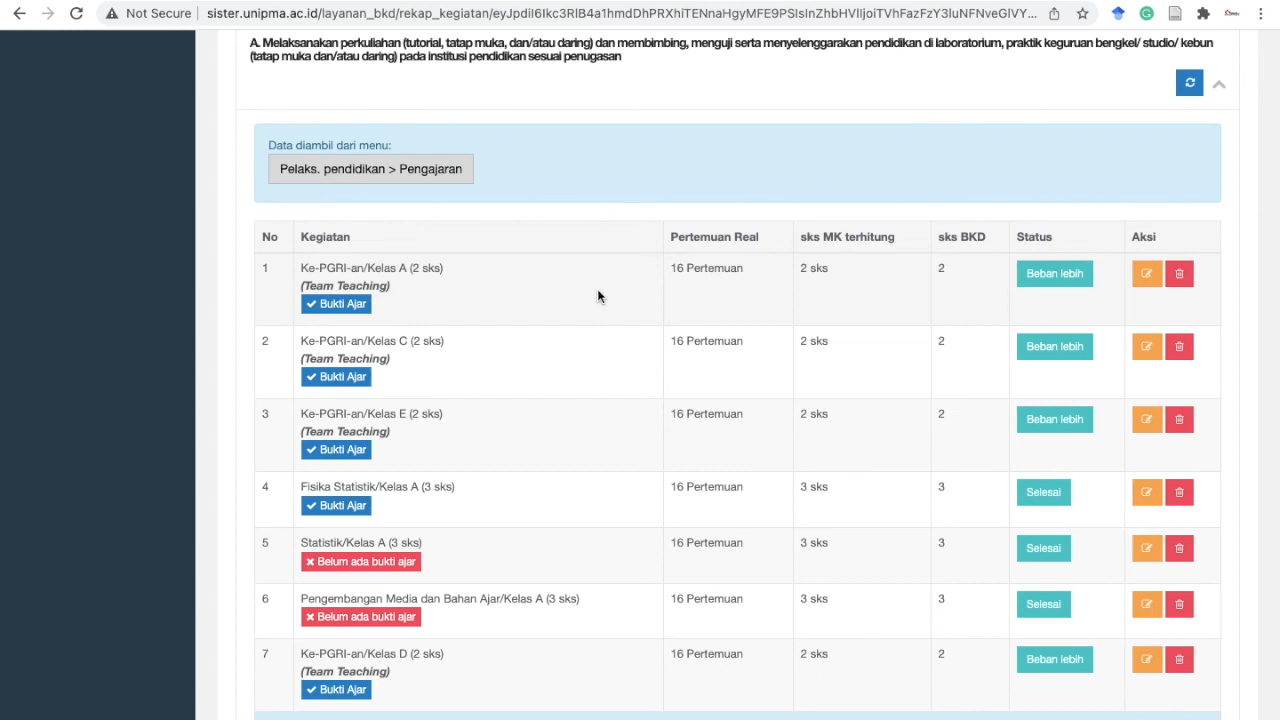 Not Secure
A. Melaksanakan perkuliahan (tutorial, tatap muka, dan/atau daring) dan membimbing, menguji serta menyelenggarakan pendidikan di laboratorium, praktik keguruan bengkel/ studio/ kebun
(tatap muka dan/atau daring) pada institusi pendidikan sesuai penugasan
Data diambil dari menu:
Pelaks. pendidikan > Pengajaran
No Kegiatan Pertemuan Real sks MK terhitung sks BKD Status Aksi
1 Ke-PGRI-an/Kelas A (2 sks) 16 Pertemuan 2 sks 2 Beban lebih
(Team Teaching)
Bukti Ajar
2 Ke-PGRI-an/Kelas C (2 sks) 16 Pertemuan 2 sks 2 Beban lebih
(Team Teaching)
Bukti Ajar
3 Ke-PGRI-an/Kelas E (2 sks) 16 Pertemuan 2 sks 2 Beban lebih
(Team Teaching)
Bukti Ajar
4 Fisika Statistik/Kelas A (3 sks) 16 Pertemuan 3 sks 3 Selesai
Bukti Ajar
5 Statistik/Kelas A (3 sks) 16 Pertemuan 3 sks 3 Selesai
Belum ada bukti ajar
6 Pengembangan Media dan Bahan Ajar/Kelas A (3 sks) 16 Pertemuan 3 sks 3 Selesai
Belum ada bukti ajar
7 Ke-PGRI-an/Kelas D (2 sks) 16 Pertemuan 2 sks 2 Beban lebih
(Team Teaching)
Bukti Ajar